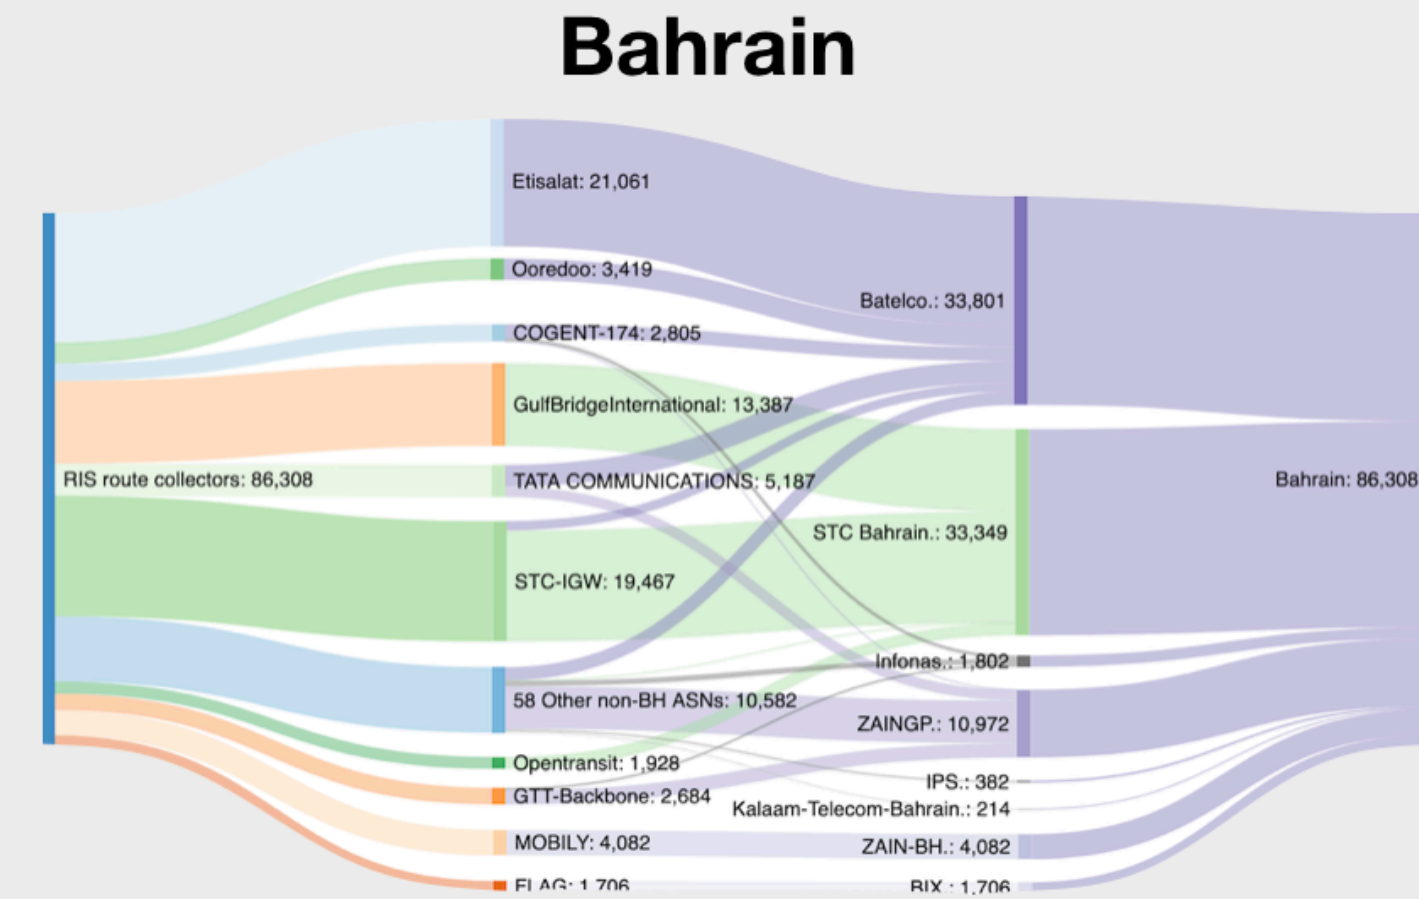 Bahrain
Etisalat: 21,061
Ooredoo: 3,419
COGENT-174: 2,805
Batelco.: 33,801
GulfBridgeInternational: 13,387
RIS route collectors: 86,308
TATA COMMUNICATIONS: 5,187
Bahrain: 86,308
STC Bahrain.: 33,349
STC-IGW: 19,467
Infonas.: 1,802
58 Other non-BH ASNs: 10,582
ZAINGP.: 10,972
Opentransit: 1,928
IPS.: 382
GTT-Backbone: 2,684
Kalaam-Telecom-Bahrain.: 214
MOBILY: 4,082
ZAIN-BH.: 4,082
FLAG: 1,706
BIX.: 1,706